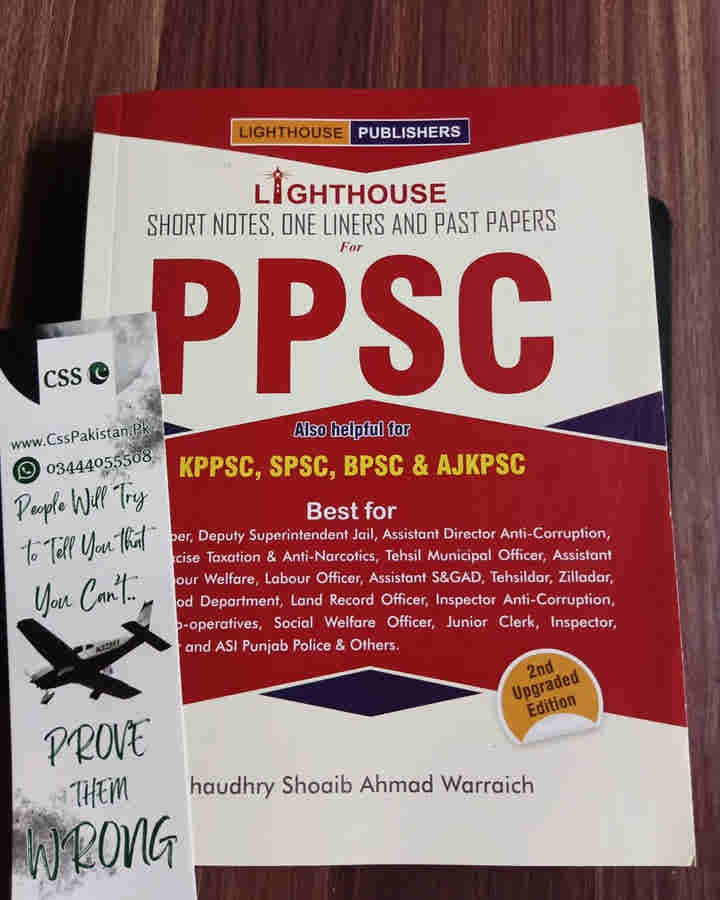 LIGHTHOUSE PUBLISHERS
LIGHTHOUSE
SHORT NOTES, ONE LINERS AND PAST PAPERS
For
PPSC
Also helpful for
KPPSC, SPSC, BPSC & AJKPSC
Best for
Deputy Superintendent Jail, Assistant Director Anti-Corruption,
Taxation & Anti-Narcotics, Tehsil Municipal Officer, Assistant
Welfare, Labour Officer, Assistant S&GAD, Tehsildar, Zilladar,
Department, Land Record Officer, Inspector Anti-Corruption,
Social Welfare Officer, Junior Clerk, Inspector,
and ASI Punjab Police & Others.
2nd
Upgraded
Edition
haudhry Shoaib Ahmad Warraich
CSS
www.CssPakistan.Pk
03444055508
People Will Try
to Tell You that
You Can't..
N32251
PROVE
THEM
WRONG